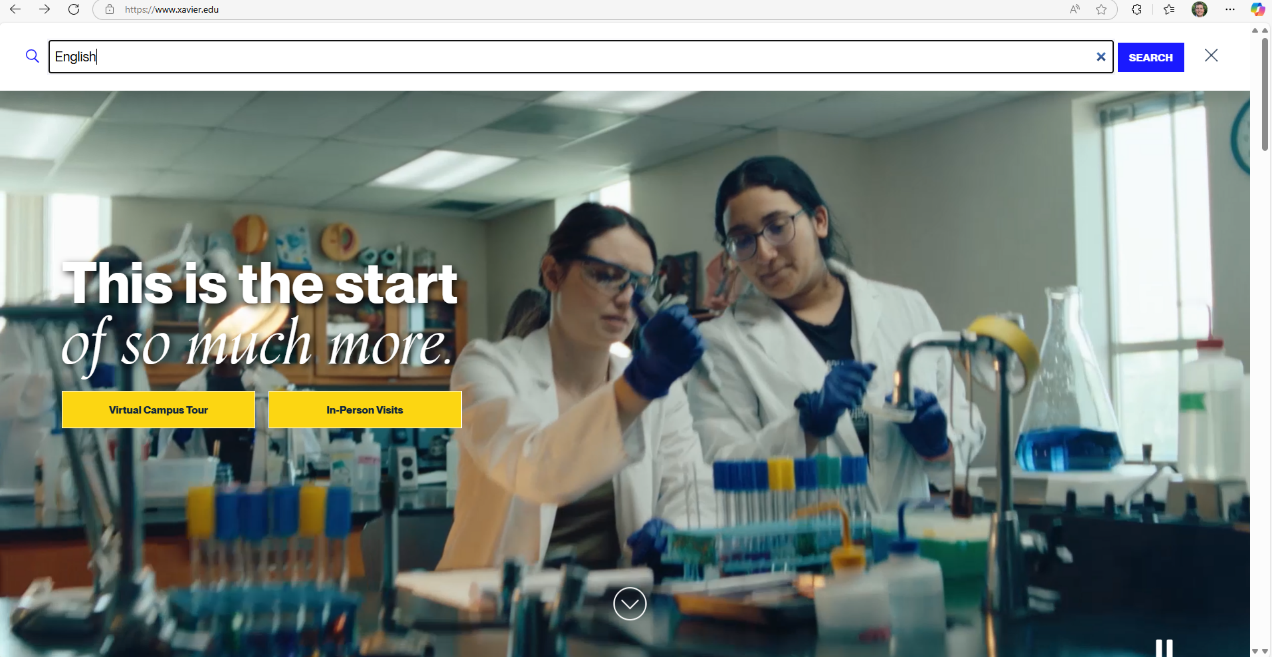 https://www.xavier.edu
English
SEARCH
This is the start
of so much more.
Virtual Campus Tour
In-Person Visits